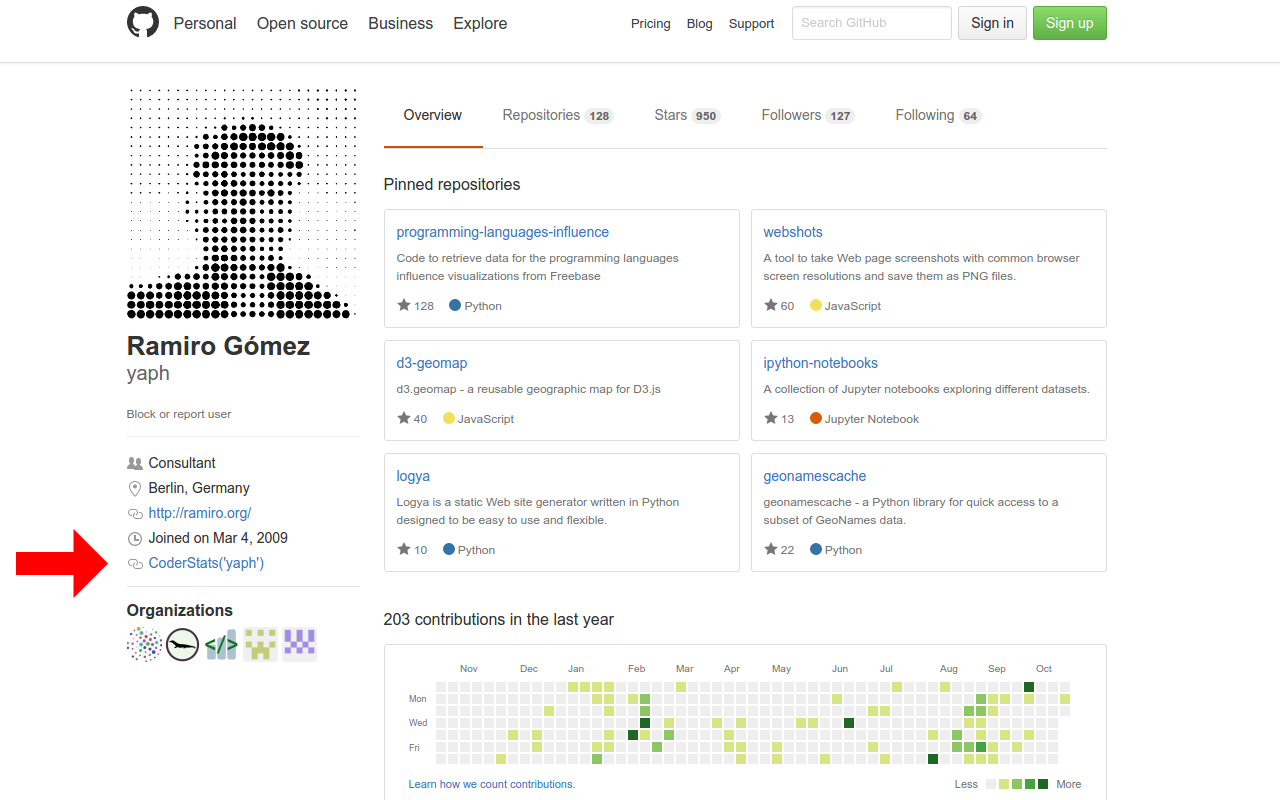 Personal Open source Business Explore Pricing Blog Support Search GitHub Sign in Sign up
Overview Repositories 128 Stars 950 Followers 127 Following 64
Ramiro Gómez
yaph
Block or report user
Consultant
Berlin, Germany
http://ramiro.org/
Joined on Mar 4, 2009
CoderStats('yaph')
Organizations
</>
Pinned repositories
programming-languages-influence
Code to retrieve data for the programming languages
influence visualizations from Freebase
128 Python
webshots
A tool to take Web page screenshots with common browser
screen resolutions and save them as PNG files.
60 JavaScript
d3-geomap
d3.geomap - a reusable geographic map for D3.js
40 JavaScript
ipython-notebooks
A collection of Jupyter notebooks exploring different datasets.
13 Jupyter Notebook
logya
Logya is a static Web site generator written in Python
designed to be easy to use and flexible.
10 Python
geonamescache
geonamescache - a Python library for quick access to a
subset of GeoNames data.
22 Python
203 contributions in the last year
Nov Dec Jan Feb Mar Apr May Jun Jul Aug Sep Oct
Mon
Wed
Fri
Learn how we count contributions. Less More